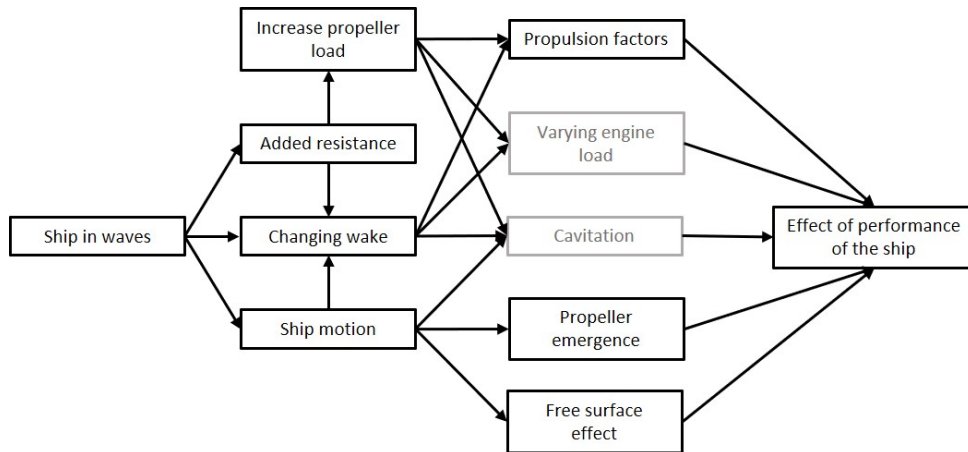 Increase propeller
load
Propulsion factors
Added resistance
Varying engine
load
Ship in waves
Changing wake
Cavitation
Effect of performance
of the ship
Ship motion
Propeller
emergence
Free surface
effect